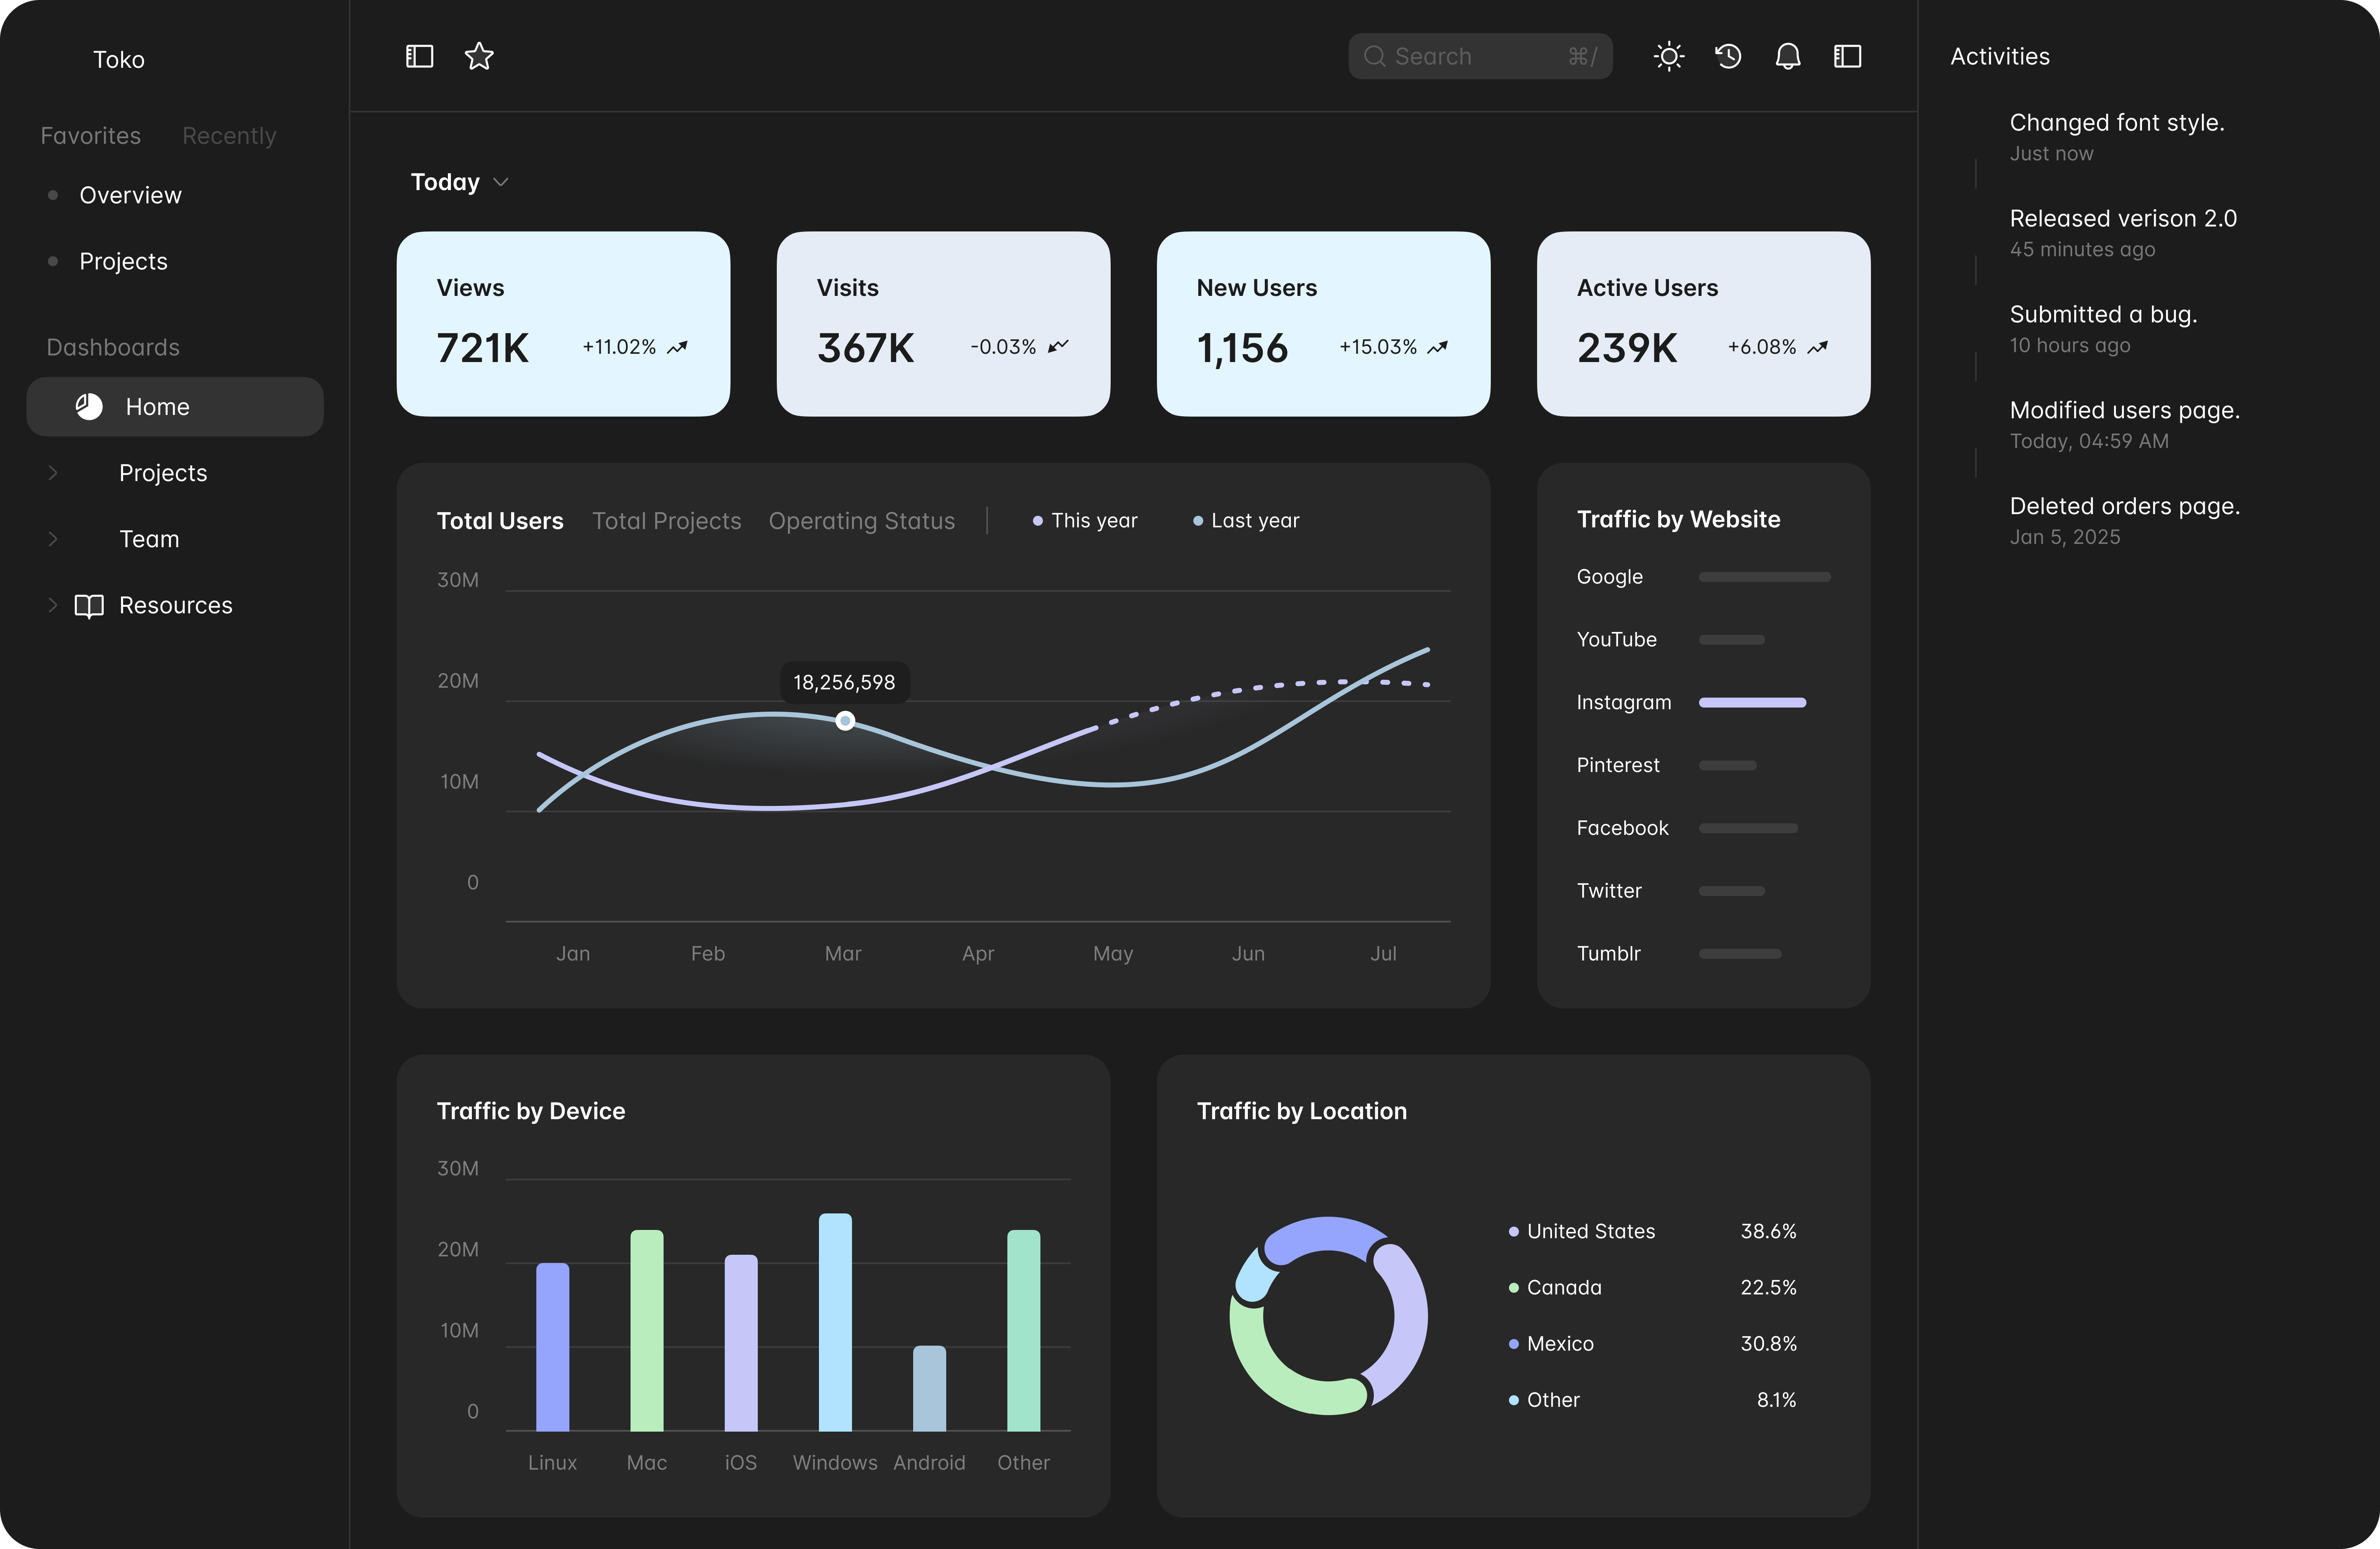 Toko
Favorites Recently
Overview
Projects
Dashboards
Home
Projects
Team
Resources
Search ⌘/
Today
Views
721K +11.02%
Visits
367K -0.03%
New Users
1,156 +15.03%
Active Users
239K +6.08%
Total Users Total Projects Operating Status This year Last year
30M
20M
10M
0
18,256,598
Jan Feb Mar Apr May Jun Jul
Traffic by Website
Google
YouTube
Instagram
Pinterest
Facebook
Twitter
Tumblr
Traffic by Device
30M
20M
10M
0
Linux Mac iOS Windows Android Other
Traffic by Location
United States 38.6%
Canada 22.5%
Mexico 30.8%
Other 8.1%
Activities
Changed font style.
Just now
Released verison 2.0
45 minutes ago
Submitted a bug.
10 hours ago
Modified users page.
Today, 04:59 AM
Deleted orders page.
Jan 5, 2025